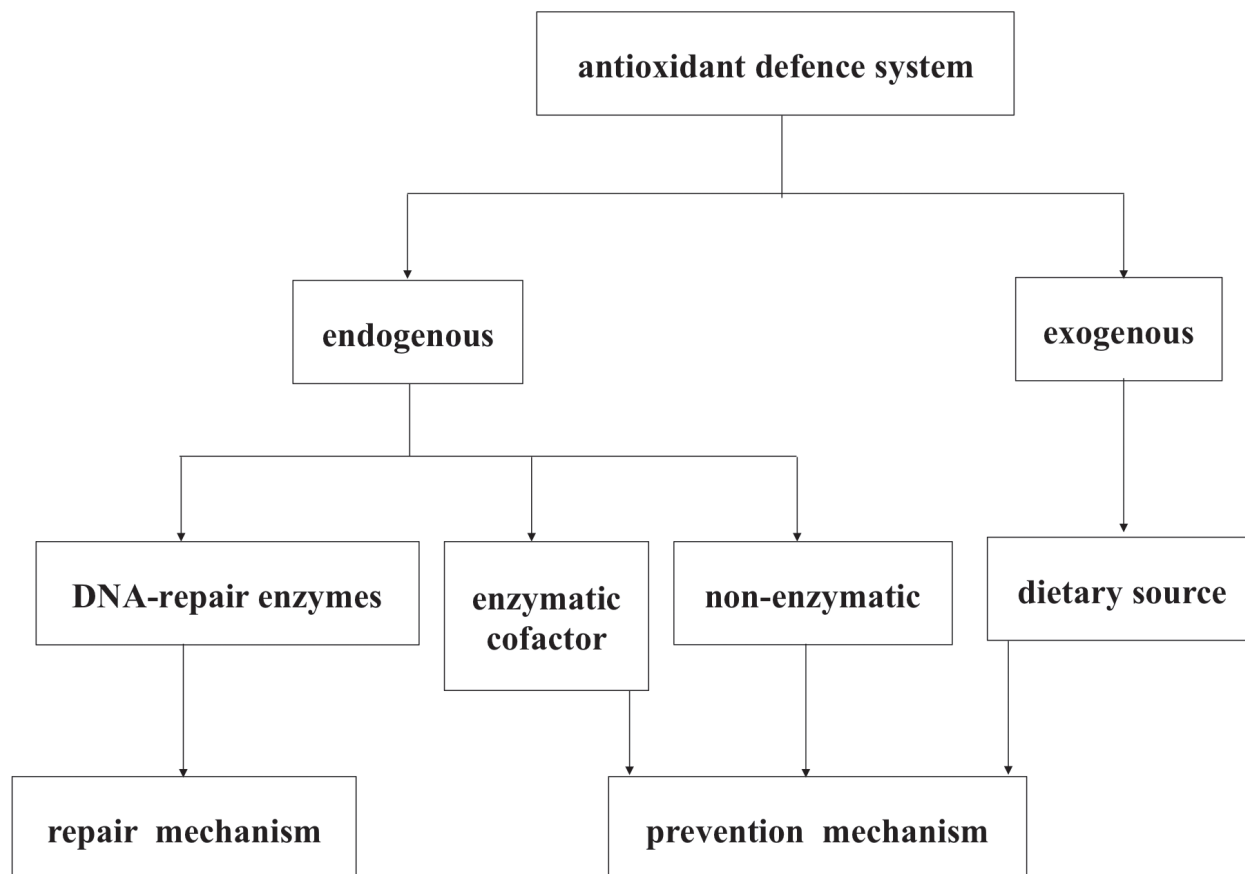 antioxidant defence system
endogenous
exogenous
DNA-repair enzymes
enzymatic
cofactor
non-enzymatic
dietary source
repair mechanism
prevention mechanism